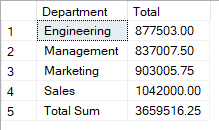 Department Total
1 Engineering 877503.00
2 Management 837007.50
3 Marketing 903005.75
4 Sales 1042000.00
5 Total Sum 3659516.25